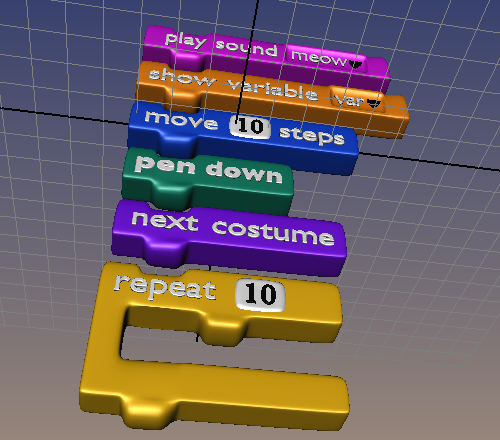 play sound meow
show variable var
move 10 steps
pen down
next costume
repeat 10